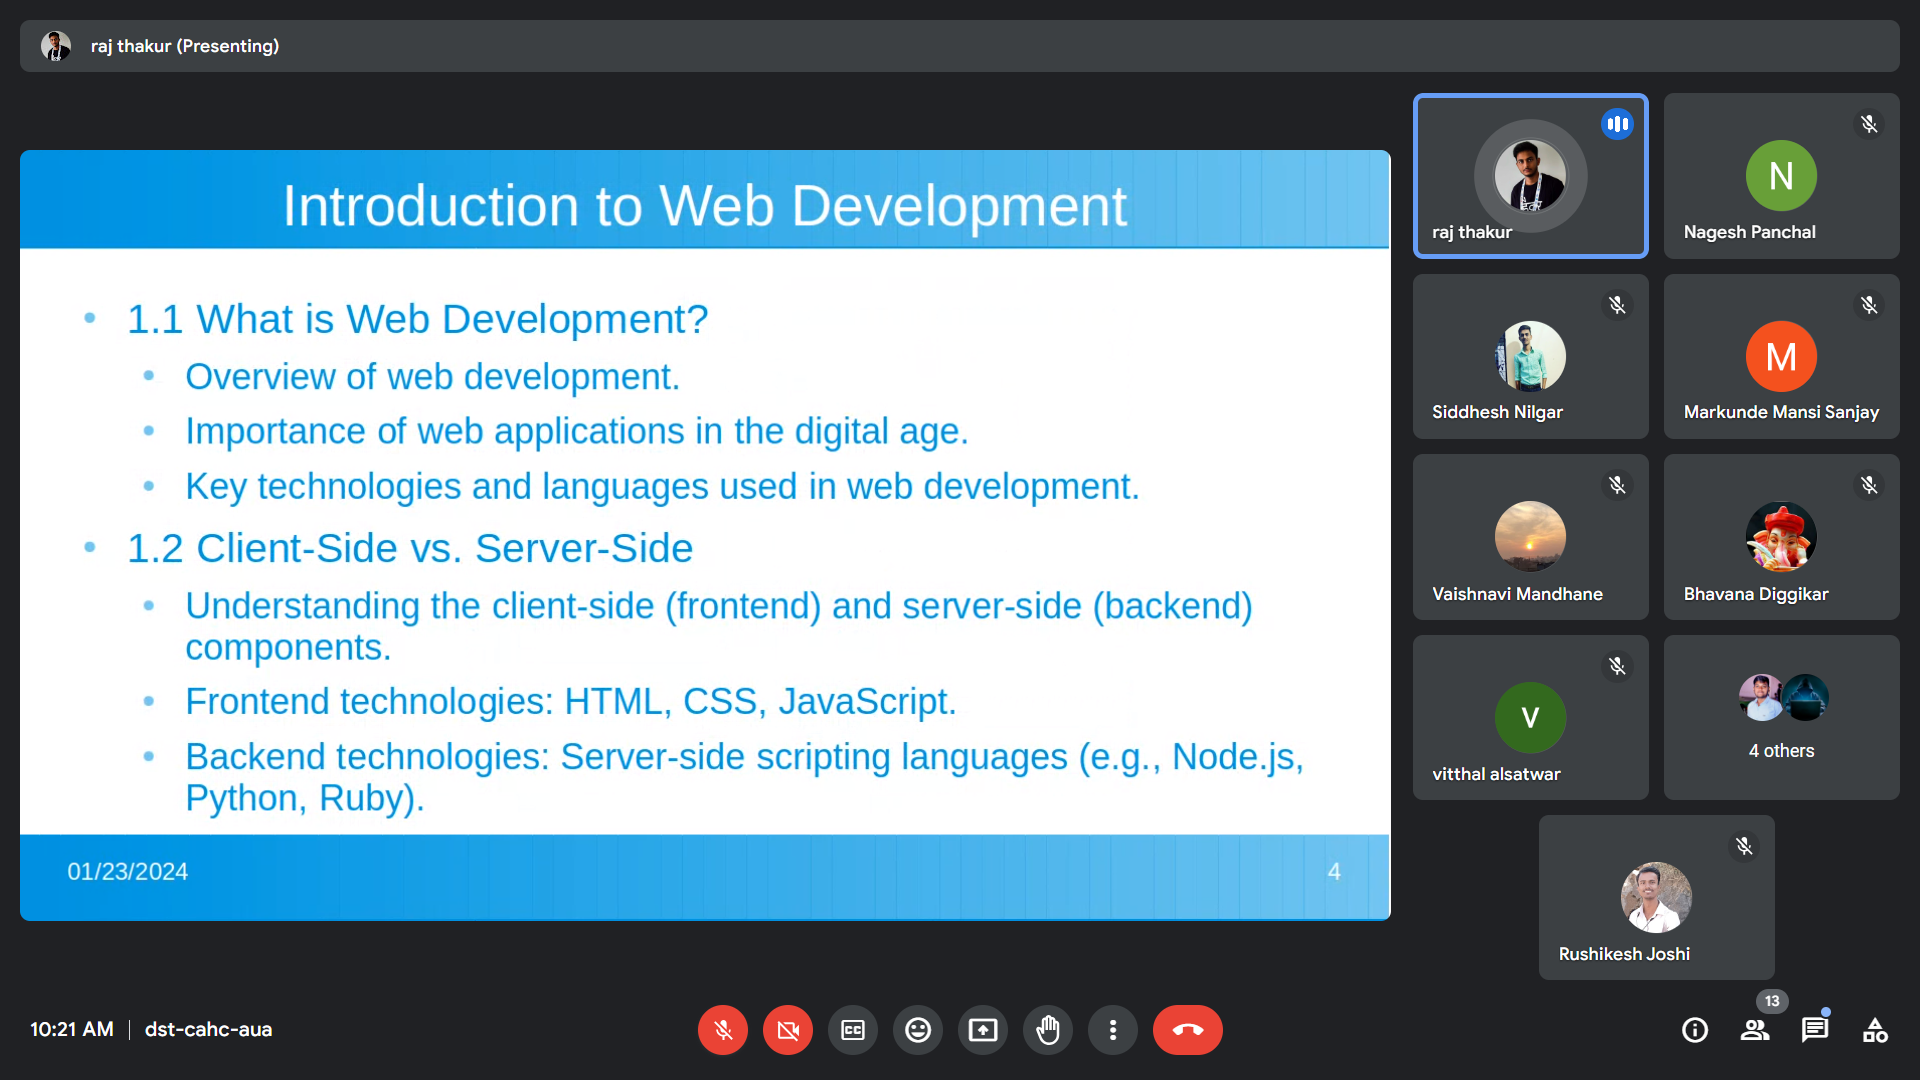 raj thakur (Presenting)
Introduction to Web Development
1.1 What is Web Development?
Overview of web development.
Importance of web applications in the digital age.
Key technologies and languages used in web development.
1.2 Client-Side vs. Server-Side
Understanding the client-side (frontend) and server-side (backend)
components.
Frontend technologies: HTML, CSS, JavaScript.
Backend technologies: Server-side scripting languages (e.g., Node.js,
Python, Ruby).
01/23/2024
4
raj thakur
N
Nagesh Panchal
Siddhesh Nilgar
M
Markunde Mansi Sanjay
Vaishnavi Mandhane
Bhavana Diggikar
V
vitthal alsatwar
4 others
Rushikesh Joshi
10:21 AM | dst-cahc-aua
CC
13